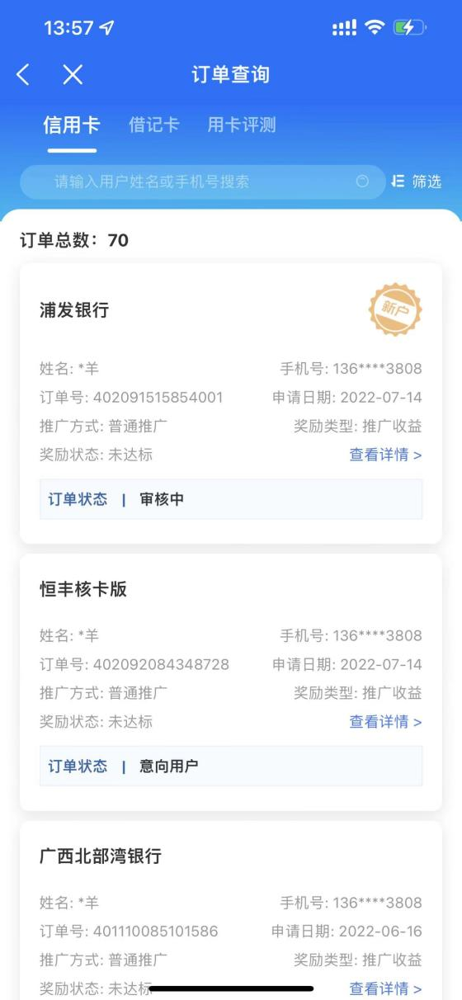 13:57
订单查询
信用卡 借记卡 用卡评测
请输入用户姓名或手机号搜索 筛选
订单总数：70
浦发银行
新户
姓名: *羊 手机号: 136****3808
订单号: 402091515854001 申请日期: 2022-07-14
推广方式: 普通推广 奖励类型: 推广收益
奖励状态: 未达标 查看详情 >
订单状态 | 审核中
恒丰核卡版
姓名: *羊 手机号: 136****3808
订单号: 402092084348728 申请日期: 2022-07-14
推广方式: 普通推广 奖励类型: 推广收益
奖励状态: 未达标 查看详情 >
订单状态 | 意向用户
广西北部湾银行
姓名: *羊 手机号: 136****3808
订单号: 401110085101586 申请日期: 2022-06-16
推广方式: 普通推广 奖励类型: 推广收益
奖励状态: 未达标 查看详情 >